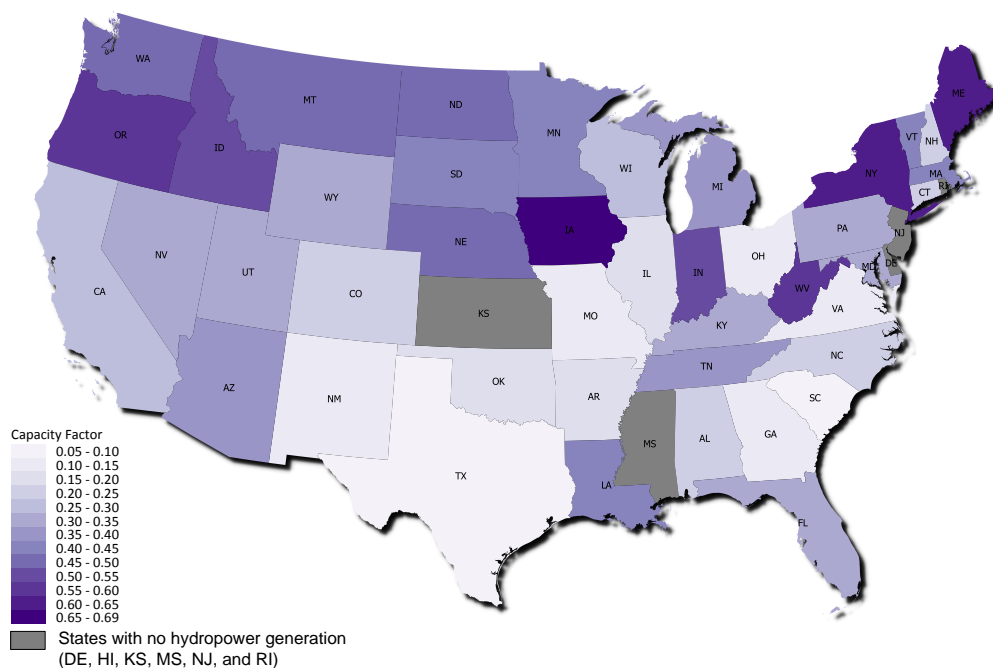 ME
WA
MT
ND
OR
MN
VT
NH
ID
WI
SD
MA
NY
MI
CT
RI
WY
PA
NJ
NE
IA
NV
OH
DE
MD
UT
IL
IN
CA
CO
WV
VA
KS
MO
KY
NC
TN
OK
AZ
AR
NM
SC
GA
AL
MS
TX
LA
FL
Capacity Factor
0.05 - 0.10
0.10 - 0.15
0.15 - 0.20
0.20 - 0.25
0.25 - 0.30
0.30 - 0.35
0.35 - 0.40
0.40 - 0.45
0.45 - 0.50
0.50 - 0.55
0.55 - 0.60
0.60 - 0.65
0.65 - 0.69
States with no hydropower generation
(DE, HI, KS, MS, NJ, and RI)